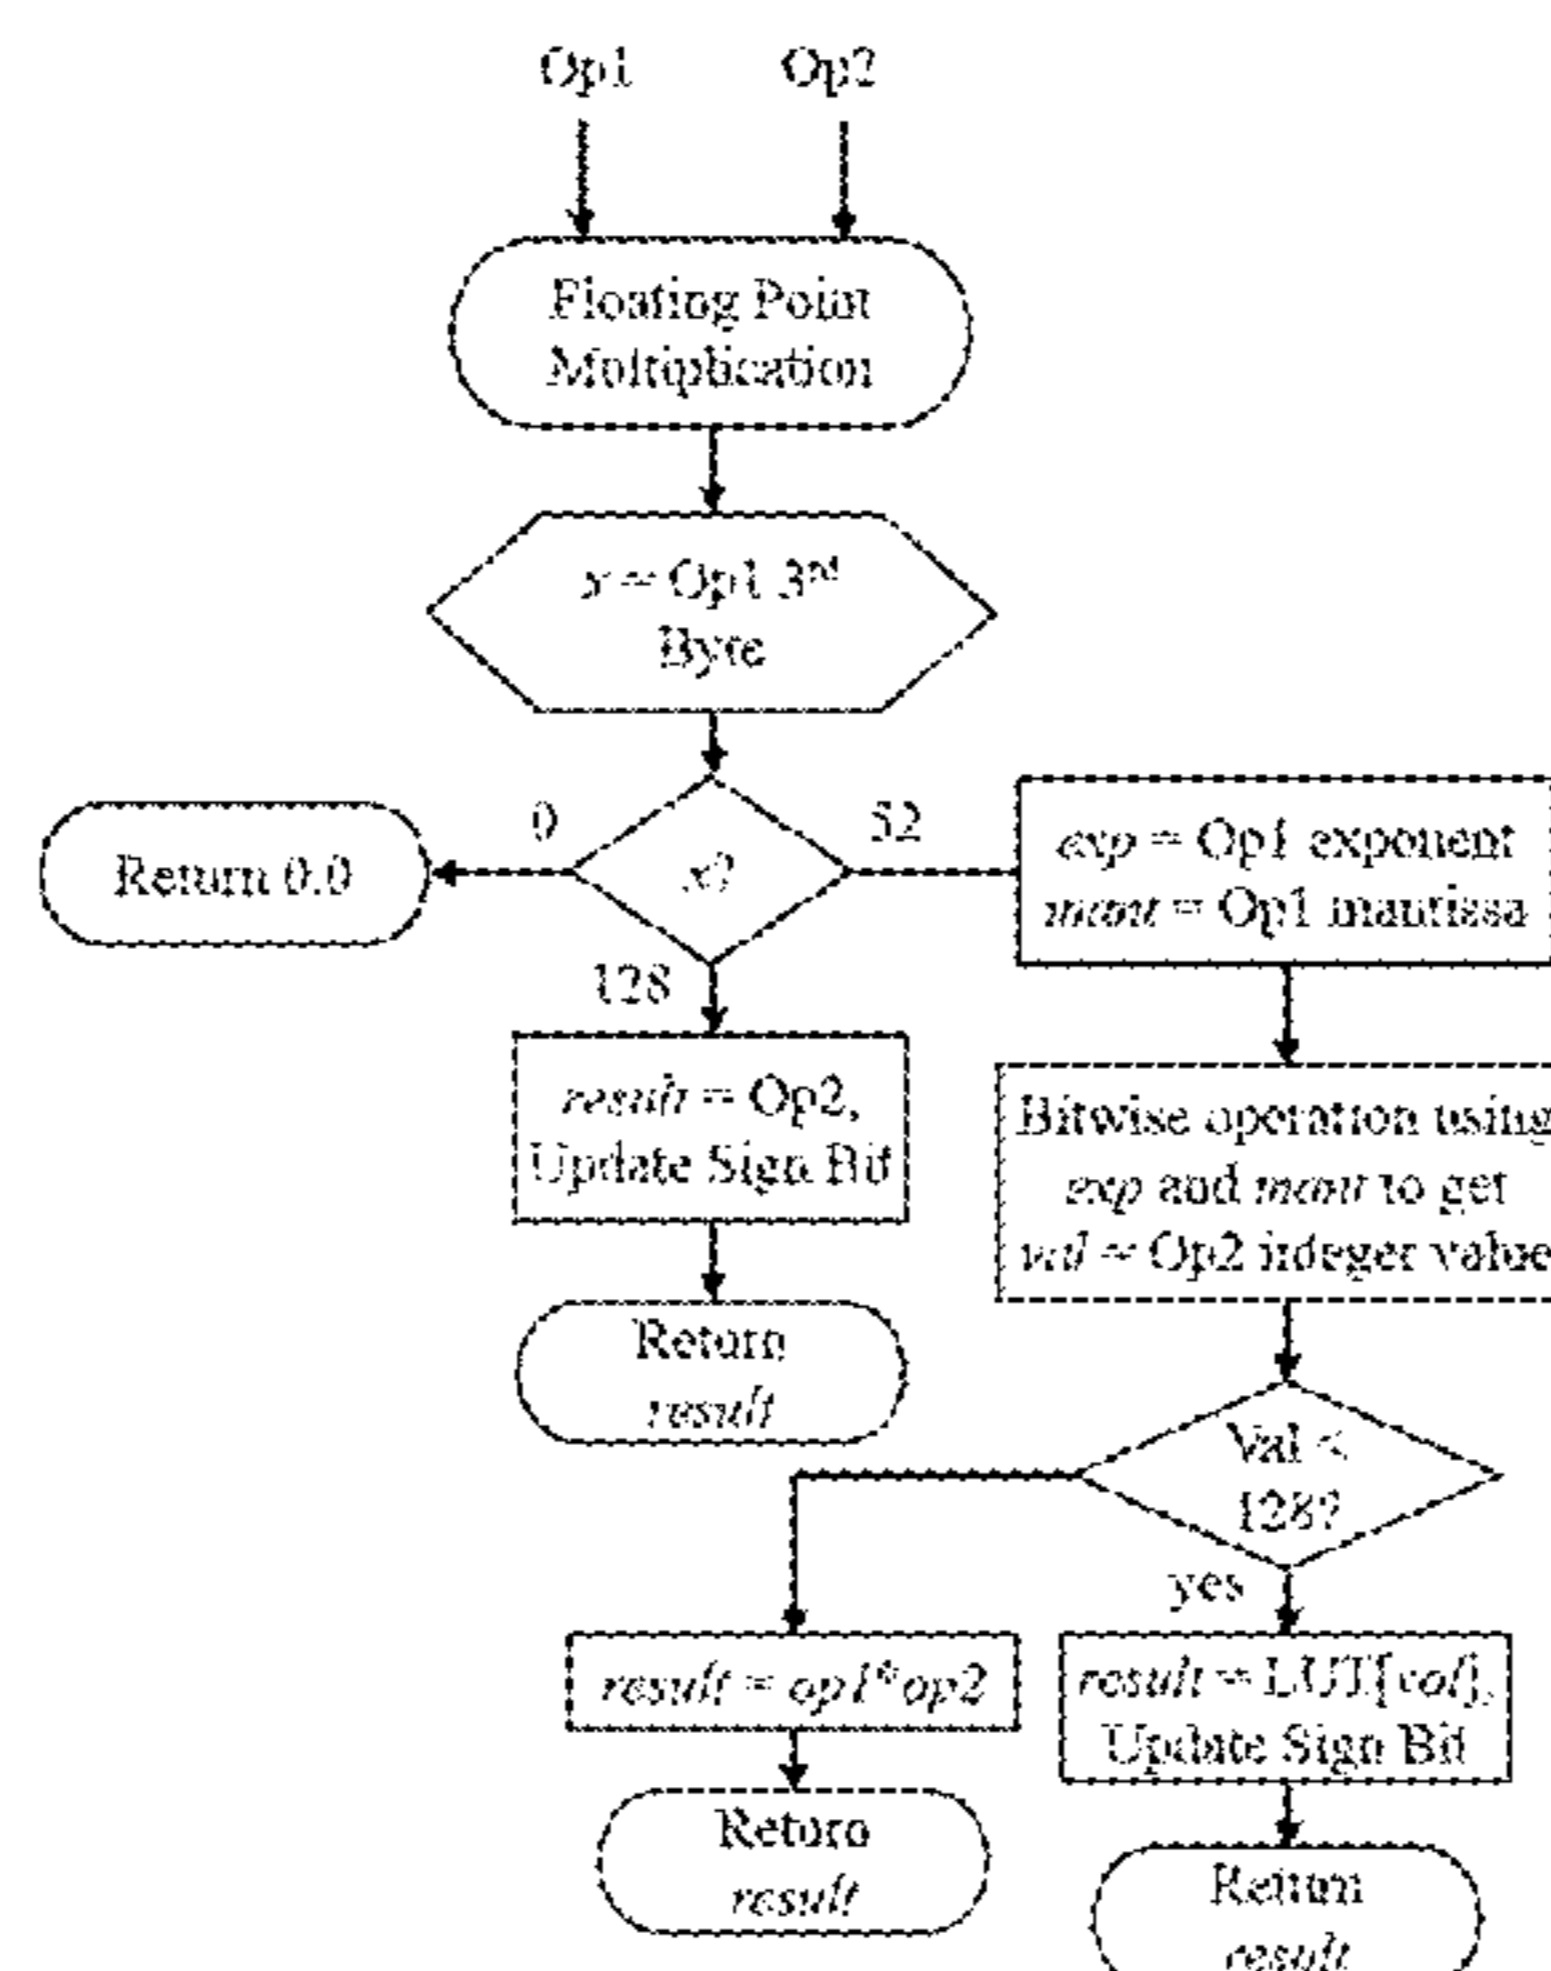 Op1 Op2
Floating Point
Multiplication
x = Op1 3rd
Byte
0
x?
52
Return 0.0
exp = Op1 exponent
mant = Op1 mantissa
128
result = Op2,
Update Sign Bit
Bitwise operation using
exp and mant to get
val = Op2 integer value
Return
result
Val <
128?
yes
result = op1*op2
result = LUT[val],
Update Sign Bit
Return
result
Return
result